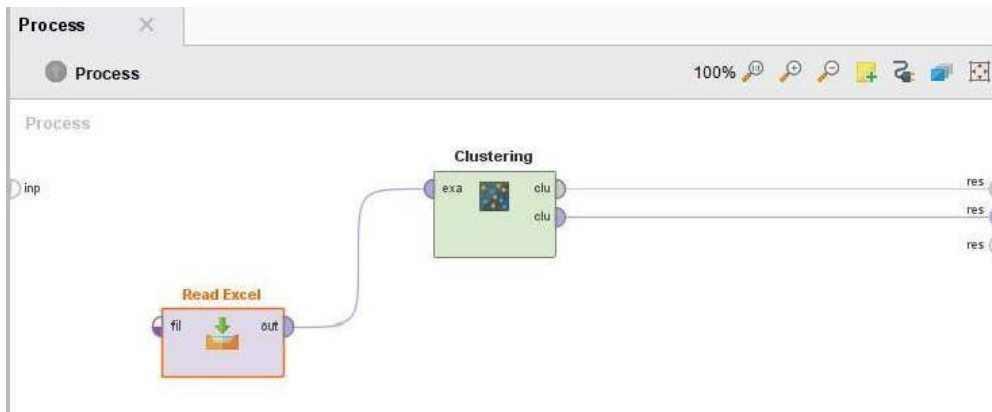 Process
Process
100%
Process
Clustering
inp
exa
clu
res
clu
res
res
Read Excel
fil
out